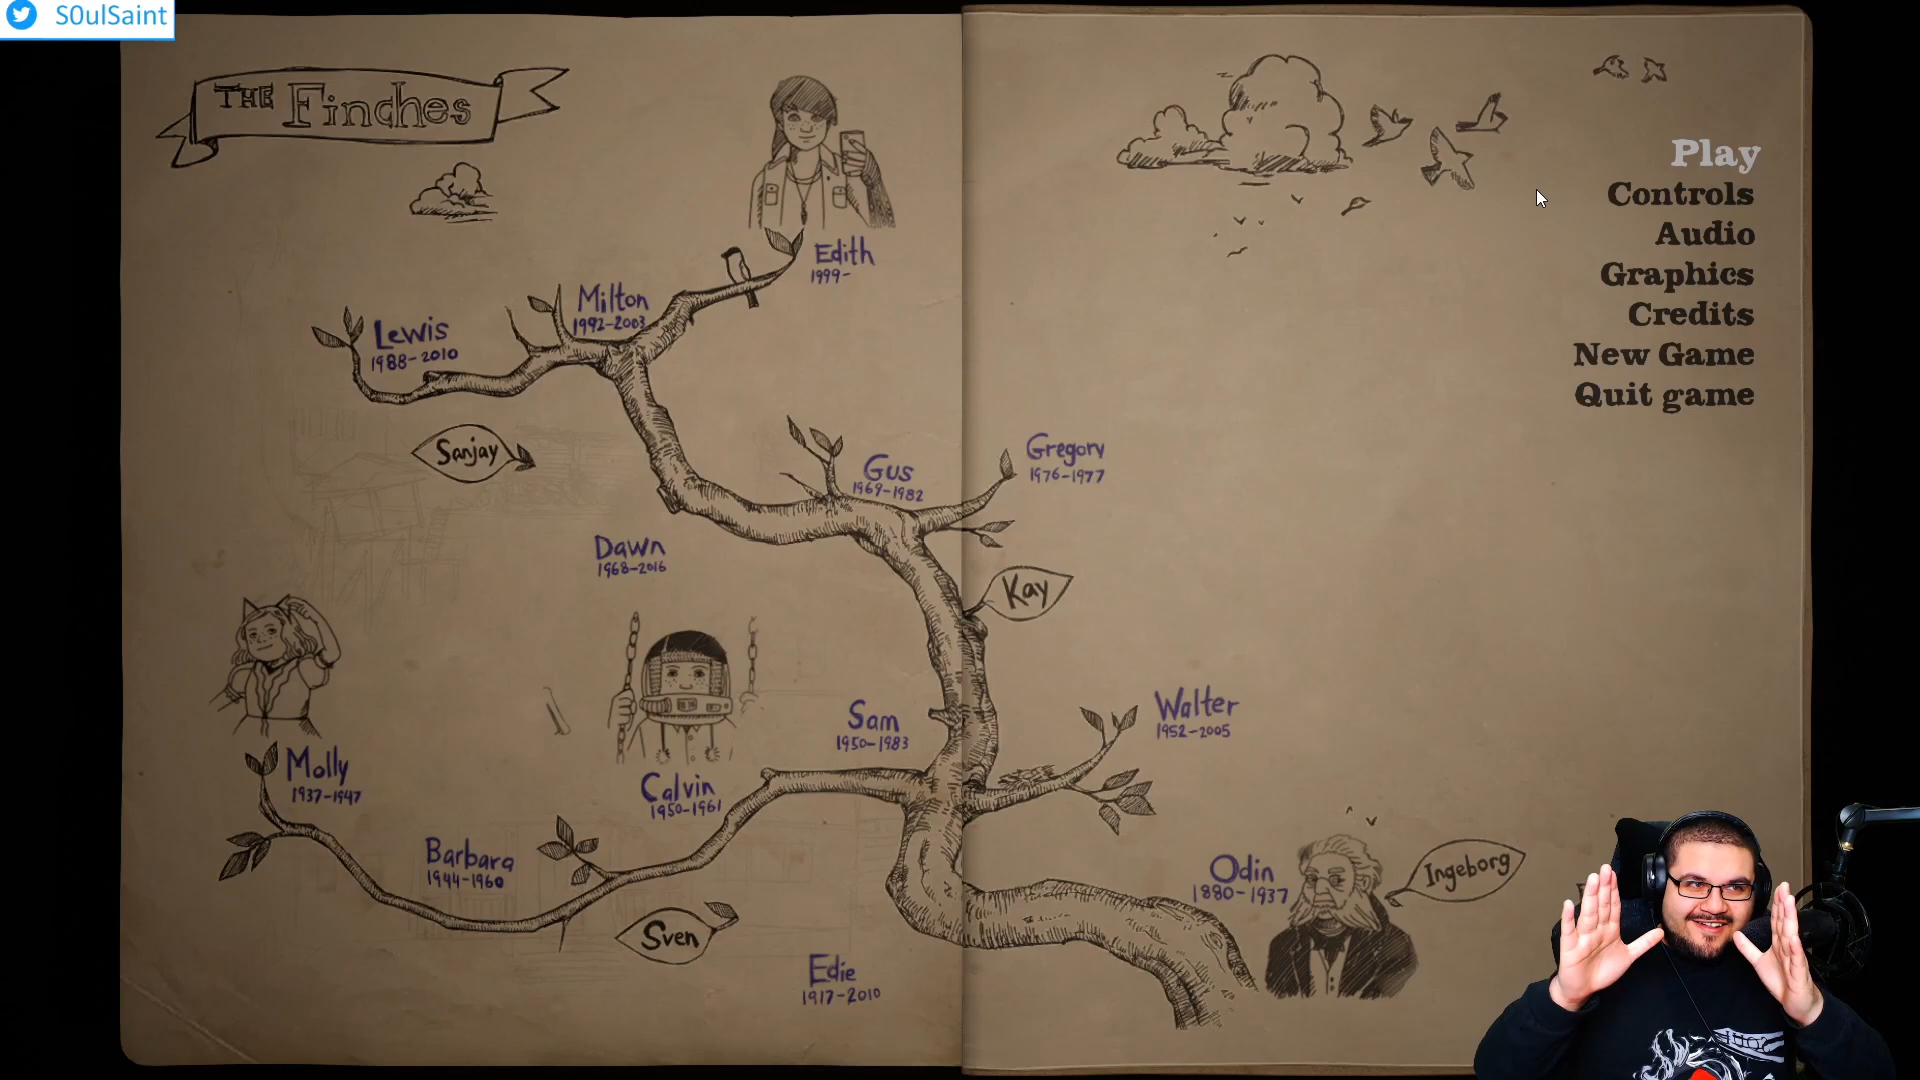 S0ulSaint
THE Finches
Edith
1999-
Milton
1992-2003
Lewis
1988-2010
Sanjay
Gus
1969-1982
Gregory
1976-1977
Dawn
1968-2016
Kay
Sam
1950-1983
Walter
1952-2005
Molly
1937-1947
Calvin
1950-1961
Barbara
1944-1960
Odin
1880-1937
Ingeborg
Sven
Edie
1917-2010
Play
Controls
Audio
Graphics
Credits
New Game
Quit game